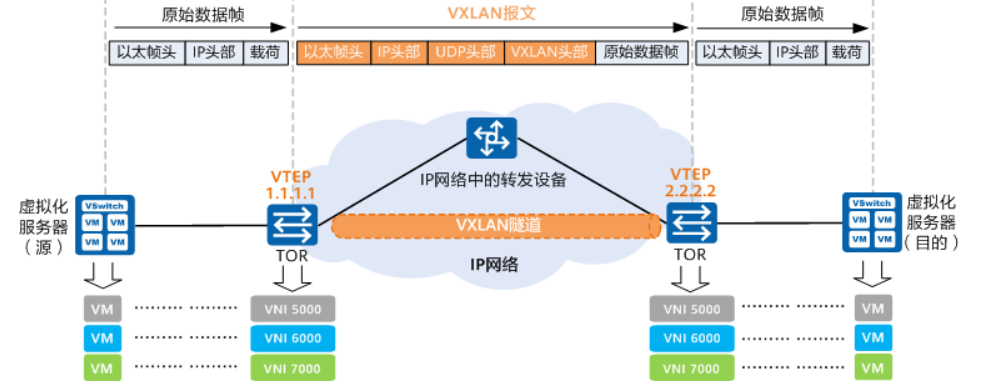 原始数据帧
VXLAN报文
原始数据帧
以太帧头 IP头部 载荷
以太帧头 IP头部 UDP头部 VXLAN头部 原始数据帧
以太帧头 IP头部 载荷
IP网络中的转发设备
VTEP
1.1.1.1
VTEP
2.2.2.2
虚拟化
服务器
（源）
VSwitch
VM VM
VM VM
VXLAN隧道
VSwitch
VM VM
VM VM
虚拟化
服务器
（目的）
TOR
IP网络
TOR
VM VNI 5000
VNI 5000 VM
VM VNI 6000
VNI 6000 VM
VM VNI 7000
VNI 7000 VM